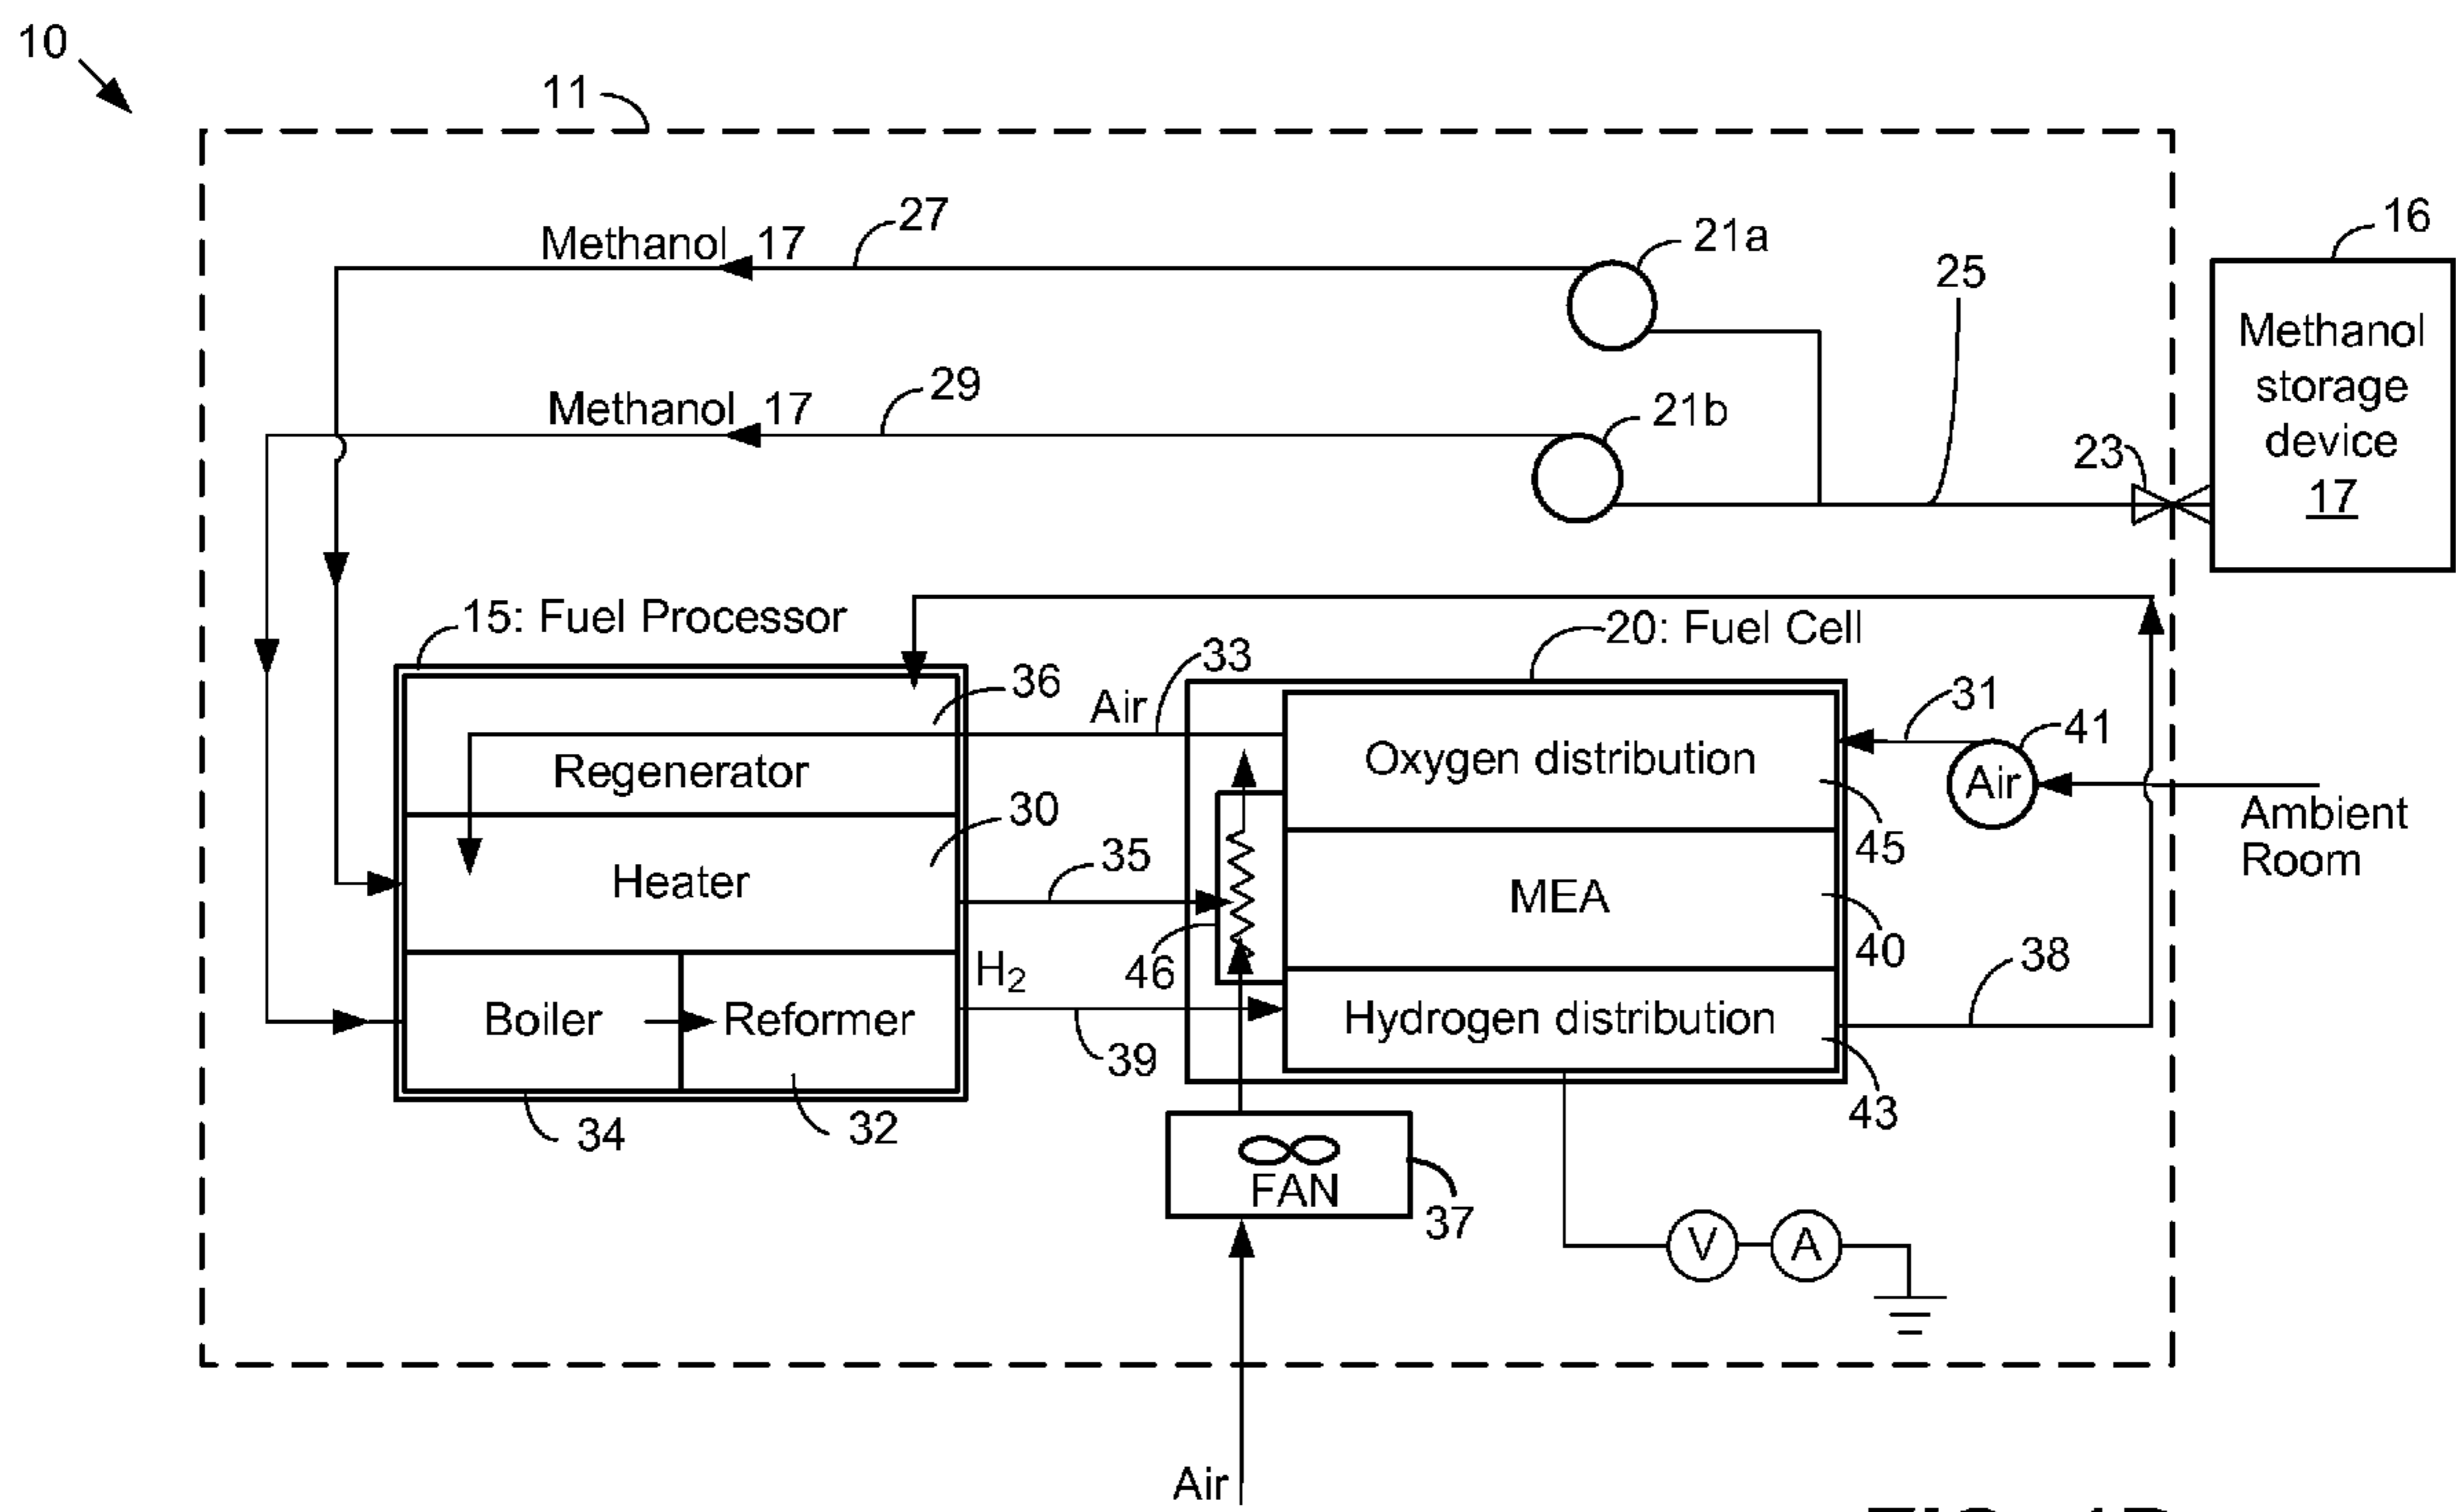 10
11
Methanol 17
27
21a
16
25
Methanol
storage
device
17
Methanol 17
29
21b
23
15: Fuel Processor
20: Fuel Cell
33
36
Air
31
41
Regenerator
Oxygen distribution
Air
Ambient
Room
30
35
45
Heater
MEA
46
40
38
H2
Boiler
Reformer
Hydrogen distribution
39
34
32
43
FAN
37
V
A
Air